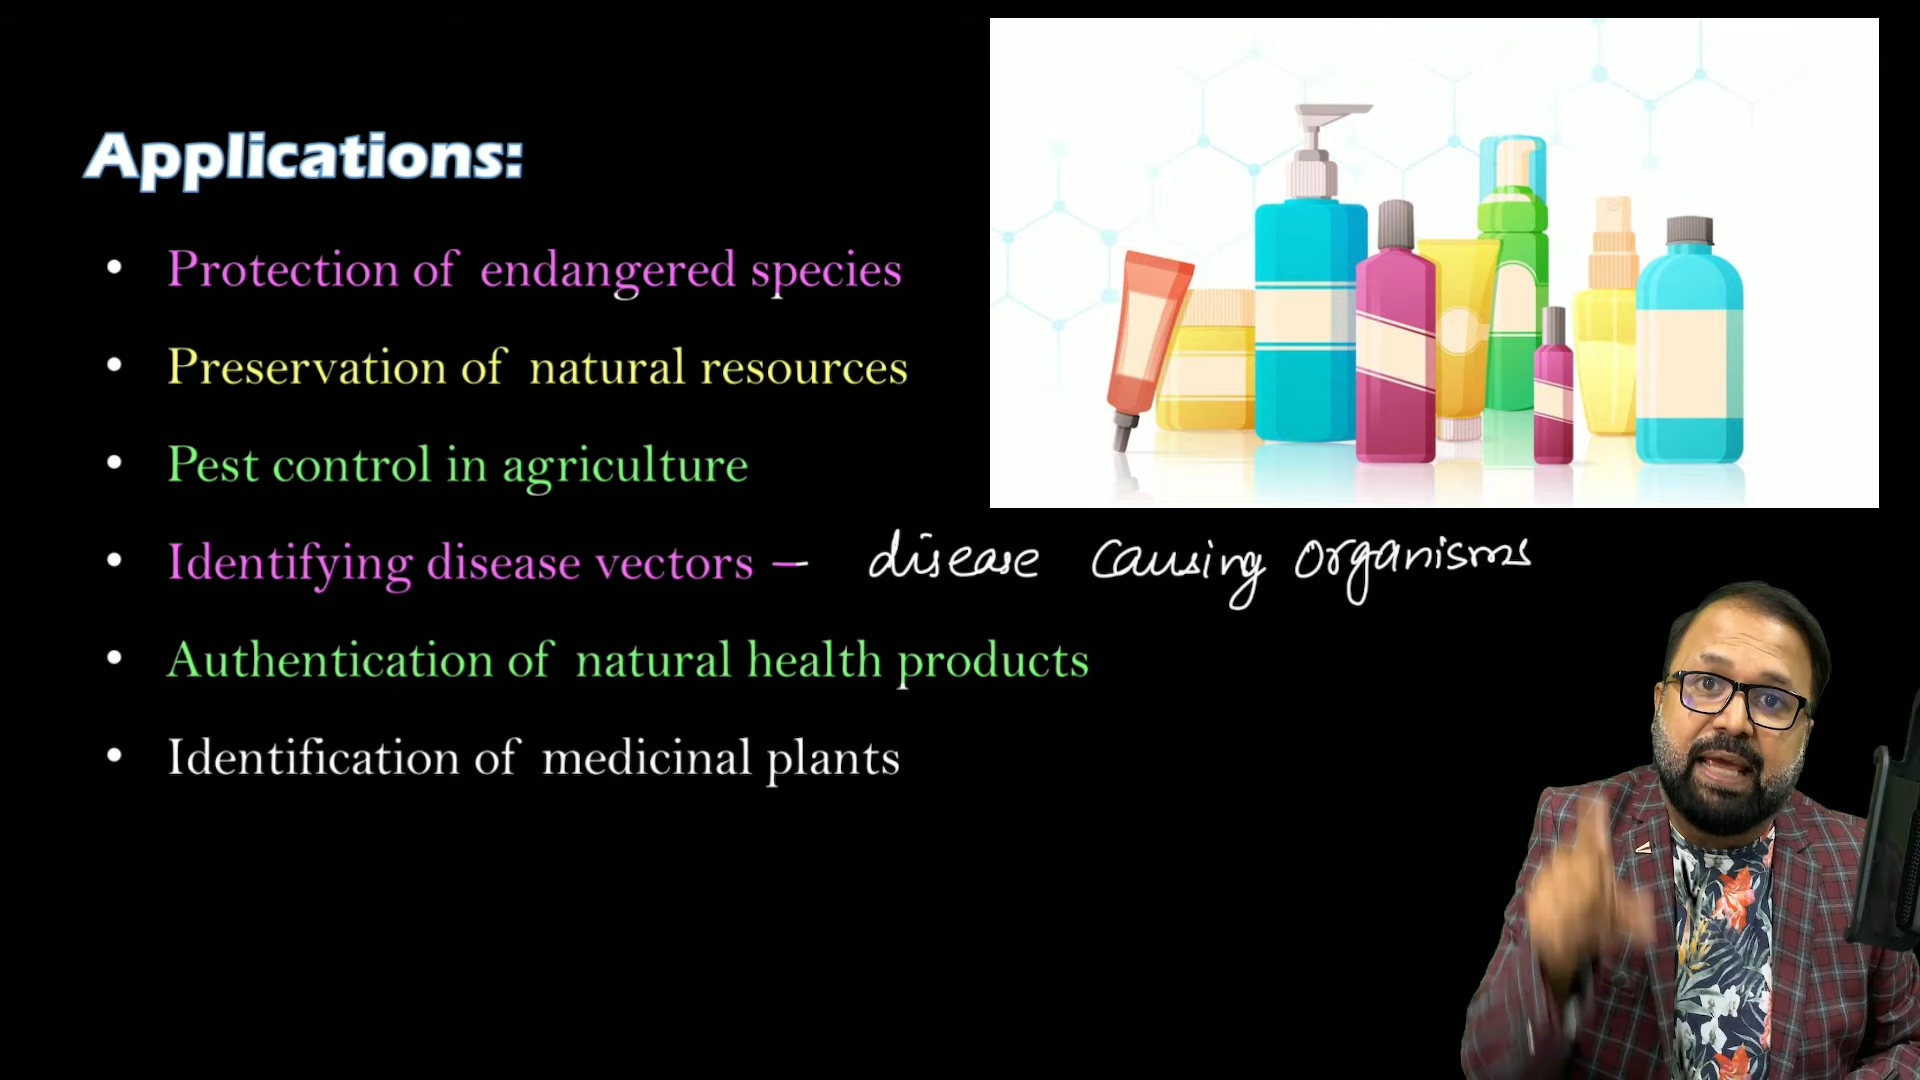 Applications:
• Protection of endangered species
• Preservation of natural resources
• Pest control in agriculture
• Identifying disease vectors – disease causing organisms
• Authentication of natural health products
• Identification of medicinal plants